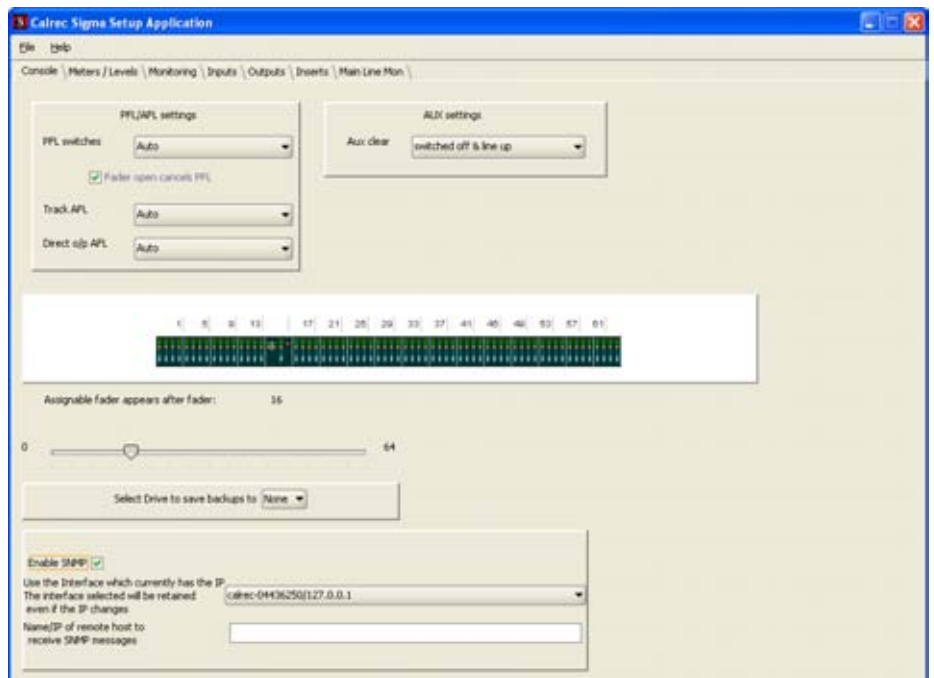 Calrec Sigma Setup Application
File Help
Console Meters / Levels Monitoring Inputs Outputs Inserts Main Line Mon
PFL/APL settings
PFL switches Auto
Fader open cancels PFL
Track APL Auto
Direct o/p APL Auto
AUX settings
Aux clear switched off & line up
1 5 9 13 17 21 25 29 33 37 41 45 49 53 57 61
Assignable fader appears after fader: 16
0 64
Select Drive to save backups to None
Enable SNMP
Use the Interface which currently has the IP
The interface selected will be retained
even if the IP changes
calrec-04436250/127.0.0.1
Name/IP of remote host to
receive SNMP messages